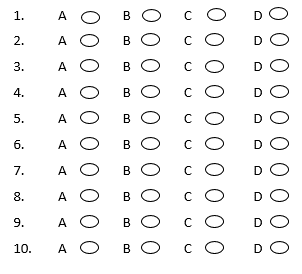 1. A B C D
2. A B C D
3. A B C D
4. A B C D
5. A B C D
6. A B C D
7. A B C D
8. A B C D
9. A B C D
10. A B C D